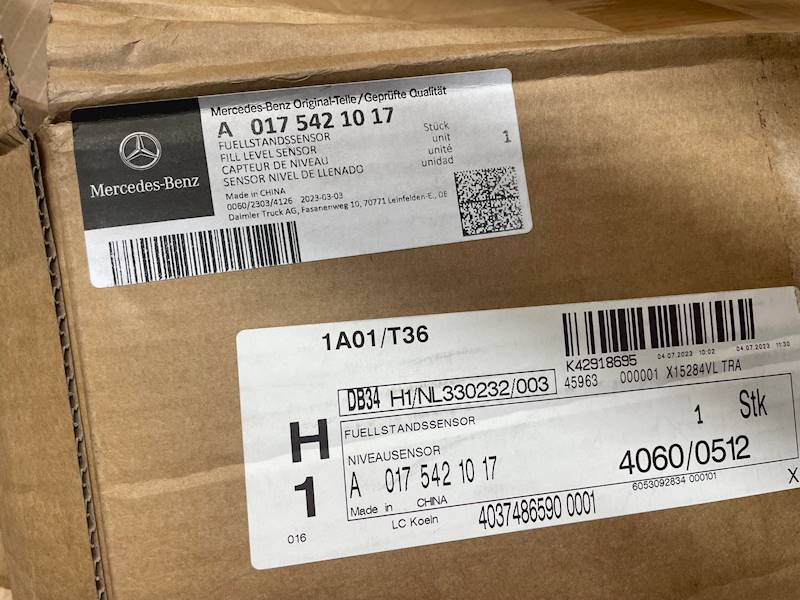 Mercedes-Benz Original-Teile/Geprüfte Qualität
A 017 542 10 17
FUELLSTANDSSENSOR
FILL LEVEL SENSOR
CAPTEUR DE NIVEAU
SENSOR NIVEL DE LLENADO
Stück
unit
unité
unidad
1
Made in CHINA
0060/2303/4126 2023-03-03
Daimler Truck AG, Fasanenweg 10, 70771 Leinfelden-E., DE
Mercedes-Benz
1A01/T36
K42918695 04.07.2023 10:02 04.07.2023 11:30
45963 000001 X15284VL TRA
DB34 H1/NL330232/003
H
1
016
FUELLSTANDSSENSOR
1 Stk
NIVEAUSENSOR
A 017 542 10 17
4060/0512
Made in CHINA
6053092834 000101
LC Koeln
4037486590 0001
X